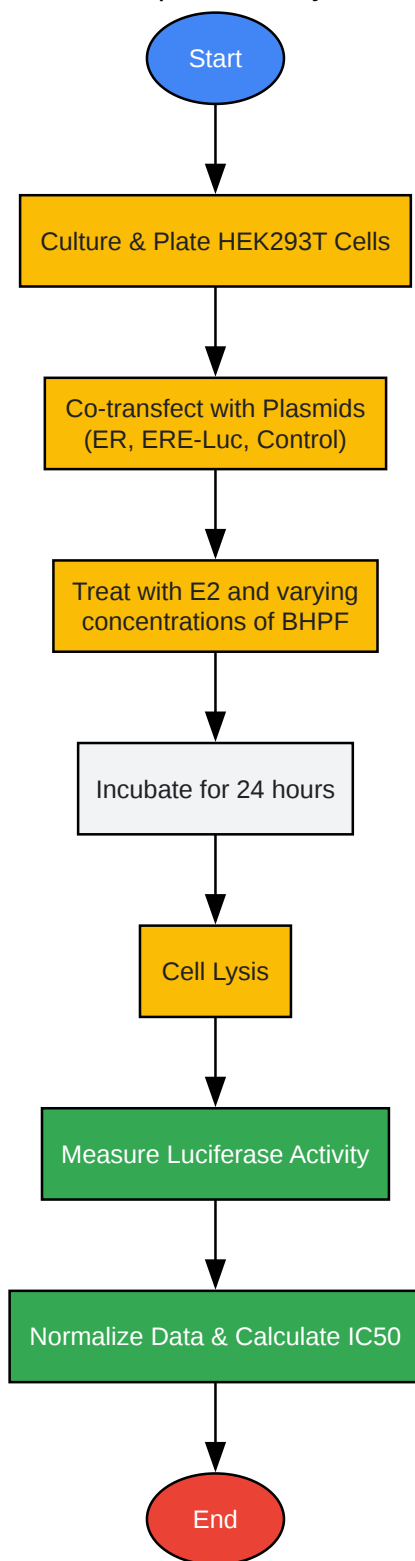 Start
Culture & Plate HEK293T Cells
Co-transfect with Plasmids
(ER, ERE-Luc, Control)
Treat with E2 and varying
concentrations of BHPF
Incubate for 24 hours
Cell Lysis
Measure Luciferase Activity
Normalize Data & Calculate IC50
End